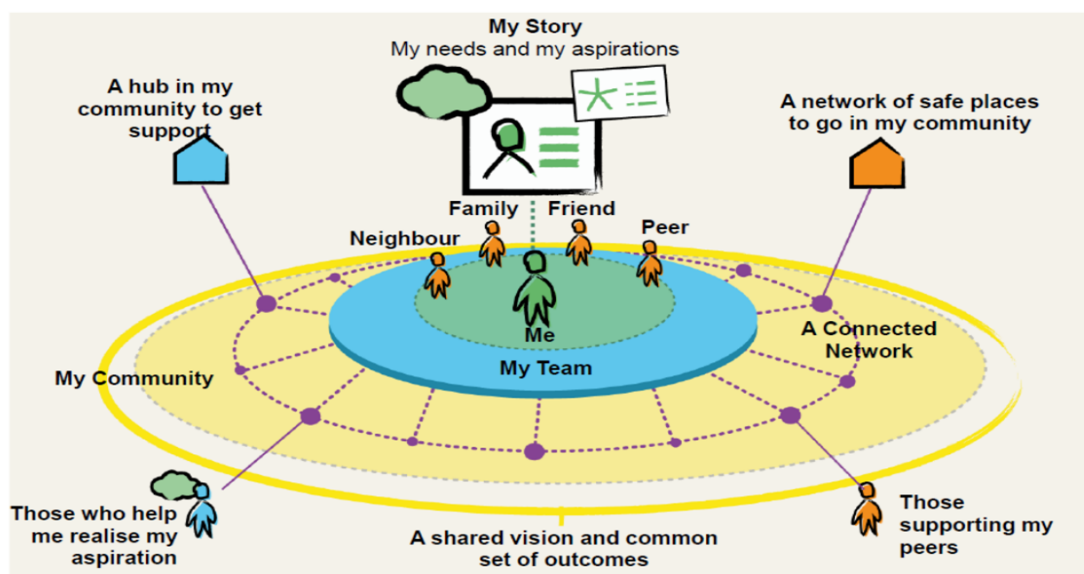 My Story
My needs and my aspirations
A hub in my
community to get
support
A network of safe places
to go in my community
Family
Friend
Neighbour
Peer
Me
My Team
A Connected
Network
My Community
Those who help
me realise my
aspiration
A shared vision and common
set of outcomes
Those
supporting my
peers